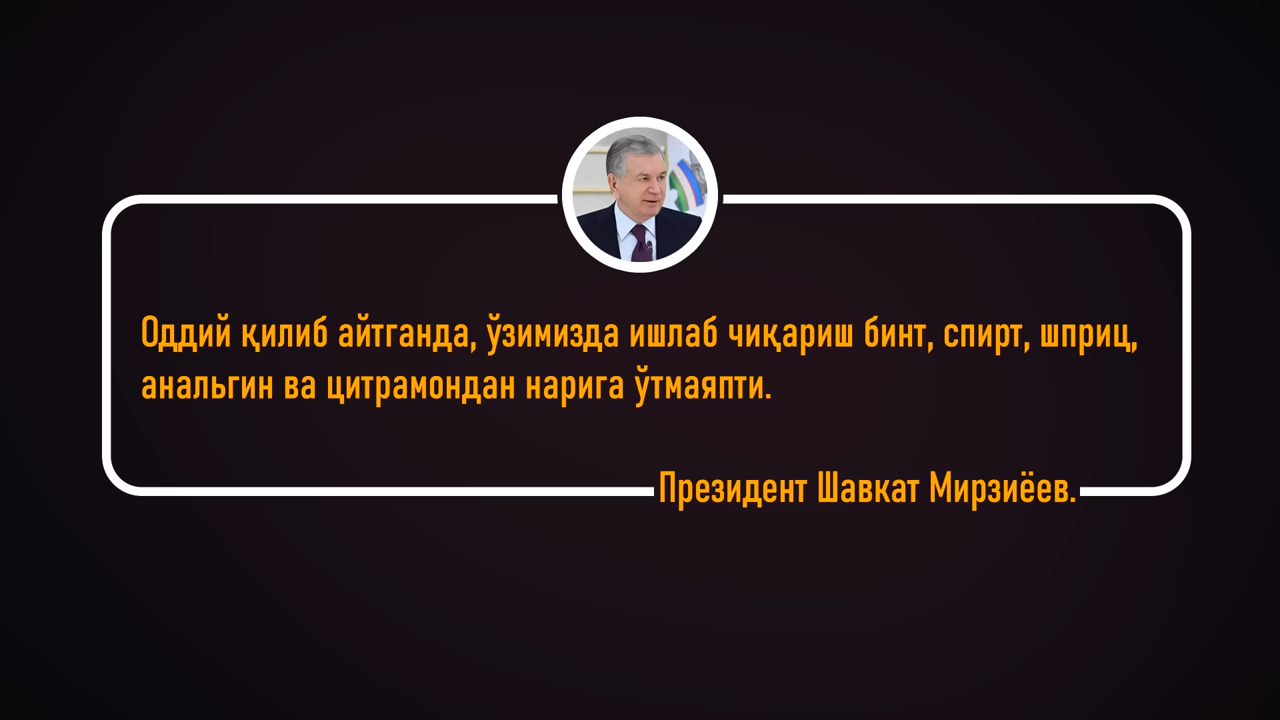 Оддий қилиб айтганда, ўзимизда ишлаб чиқариш бинт, спирт, шприц,
анальгин ва цитрамондан нарига ўтмаяпти.
Президент Шавкат Мирзиёев.